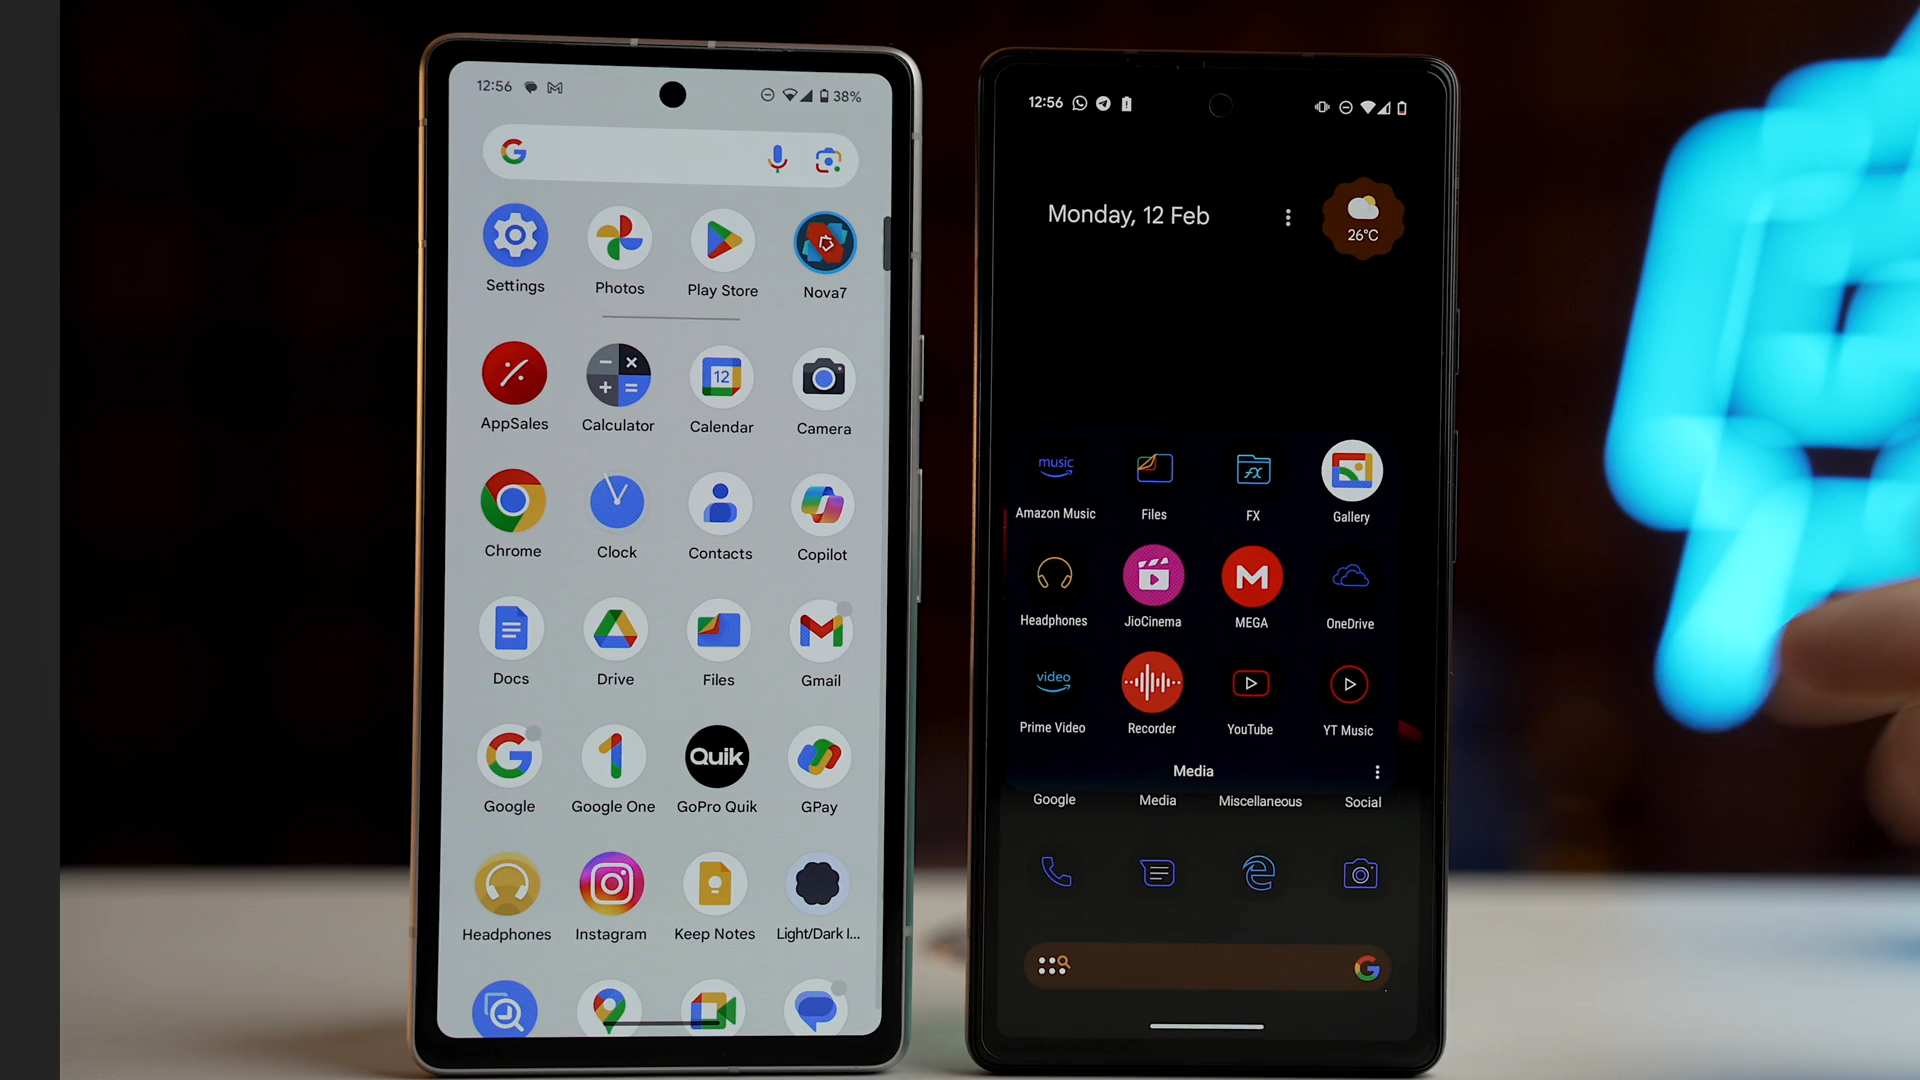 12:56
38%
Settings Photos Play Store Nova7
AppSales Calculator Calendar Camera
12
Chrome Clock Contacts Copilot
Docs Drive Files Gmail
Google Google One GoPro Quik GPay
Quik
Headphones Instagram Keep Notes Light/Dark I...
12:56
Monday, 12 Feb
26°C
music
Amazon Music Files FX Gallery
fx
Headphones JioCinema MEGA OneDrive
M
video
Prime Video Recorder YouTube YT Music
Media
Google Media Miscellaneous Social